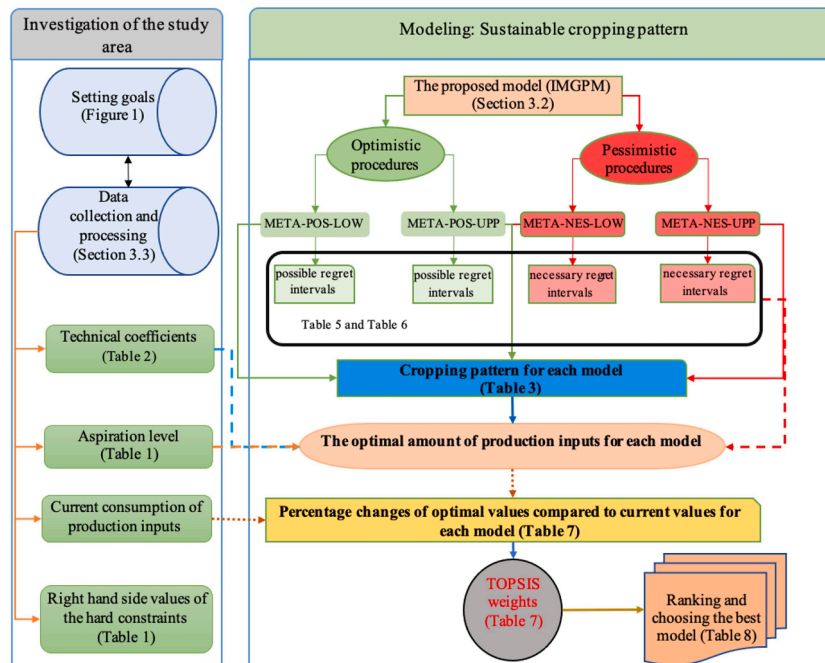 Investigation of the study
area
Setting goals
(Figure 1)
Data
collection and
processing
(Section 3.3)
Technical coefficients
(Table 2)
Aspiration level
(Table 1)
Current consumption of
production inputs
Right hand side values of
the hard constraints
(Table 1)
Modeling: Sustainable cropping pattern
The proposed model (IMGPM)
(Section 3.2)
Optimistic
procedures
Pessimistic
procedures
META-POS-LOW
META-POS-UPP
META-NES-LOW
META-NES-UPP
possible regret
intervals
possible regret
intervals
necessary regret
intervals
necessary regret
intervals
Table 5 and Table 6
Cropping pattern for each model
(Table 3)
The optimal amount of production inputs for each model
Percentage changes of optimal values compared to current values for
each model (Table 7)
TOPSIS
weights
(Table 7)
Ranking and
choosing the best
model (Table 8)